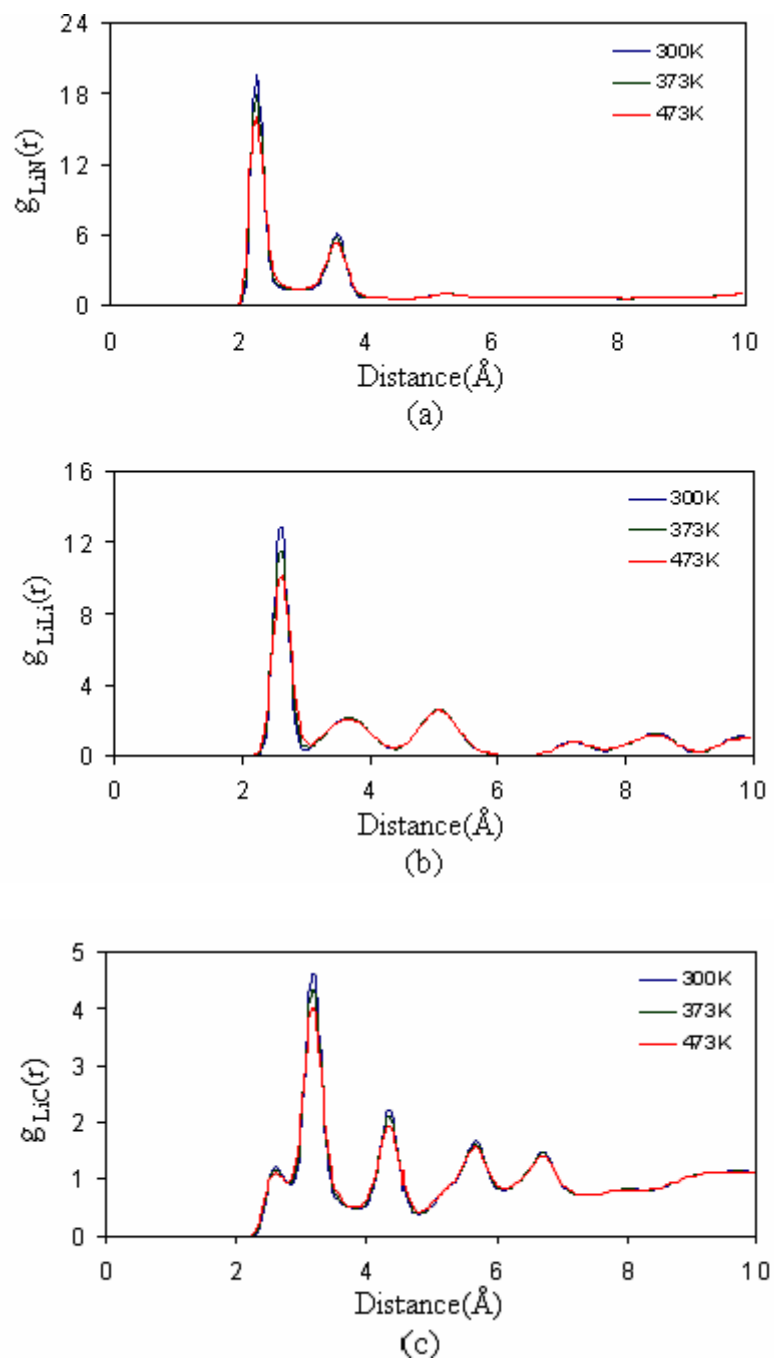 24
18
12
6
0
g_LiN(r)
300K
373K
473K
0 2 4 6 8 10
Distance(Å)
(a)
16
12
8
4
0
g_LiLi(r)
300K
373K
473K
0 2 4 6 8 10
Distance(Å)
(b)
5
4
3
2
1
0
g_LiC(r)
300K
373K
473K
0 2 4 6 8 10
Distance(Å)
(c)